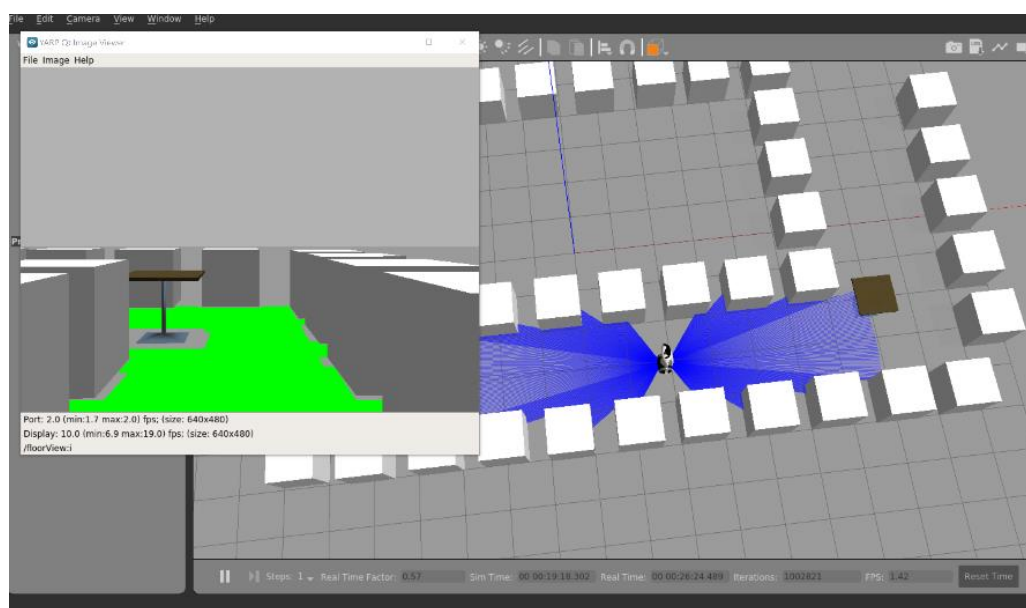 File Edit Camera View Window Help
YARP Qt Image Viewer
File Image Help
Port: 2.0 (min:1.7 max:2.0) fps; (size: 640x480)
Display: 10.0 (min:6.9 max:19.0) fps; (size: 640x480)
/floorView:i
Steps: 1 Real Time Factor: 0.57 Sim Time: 00 00:19:18.302 Real Time: 00 00:26:24.489 Iterations: 1002821 FPS: 1.42 Reset Time